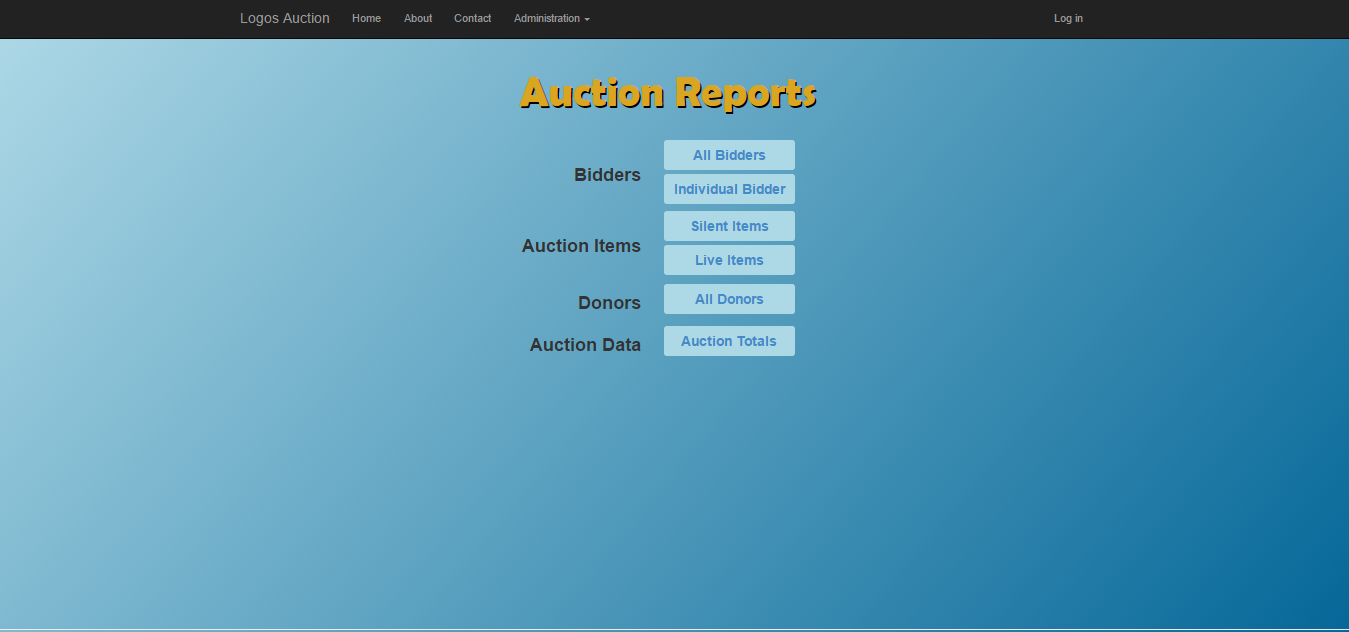 Logos Auction Home About Contact Administration Log in
Auction Reports
All Bidders
Bidders
Individual Bidder
Silent Items
Auction Items
Live Items
Donors All Donors
Auction Data Auction Totals